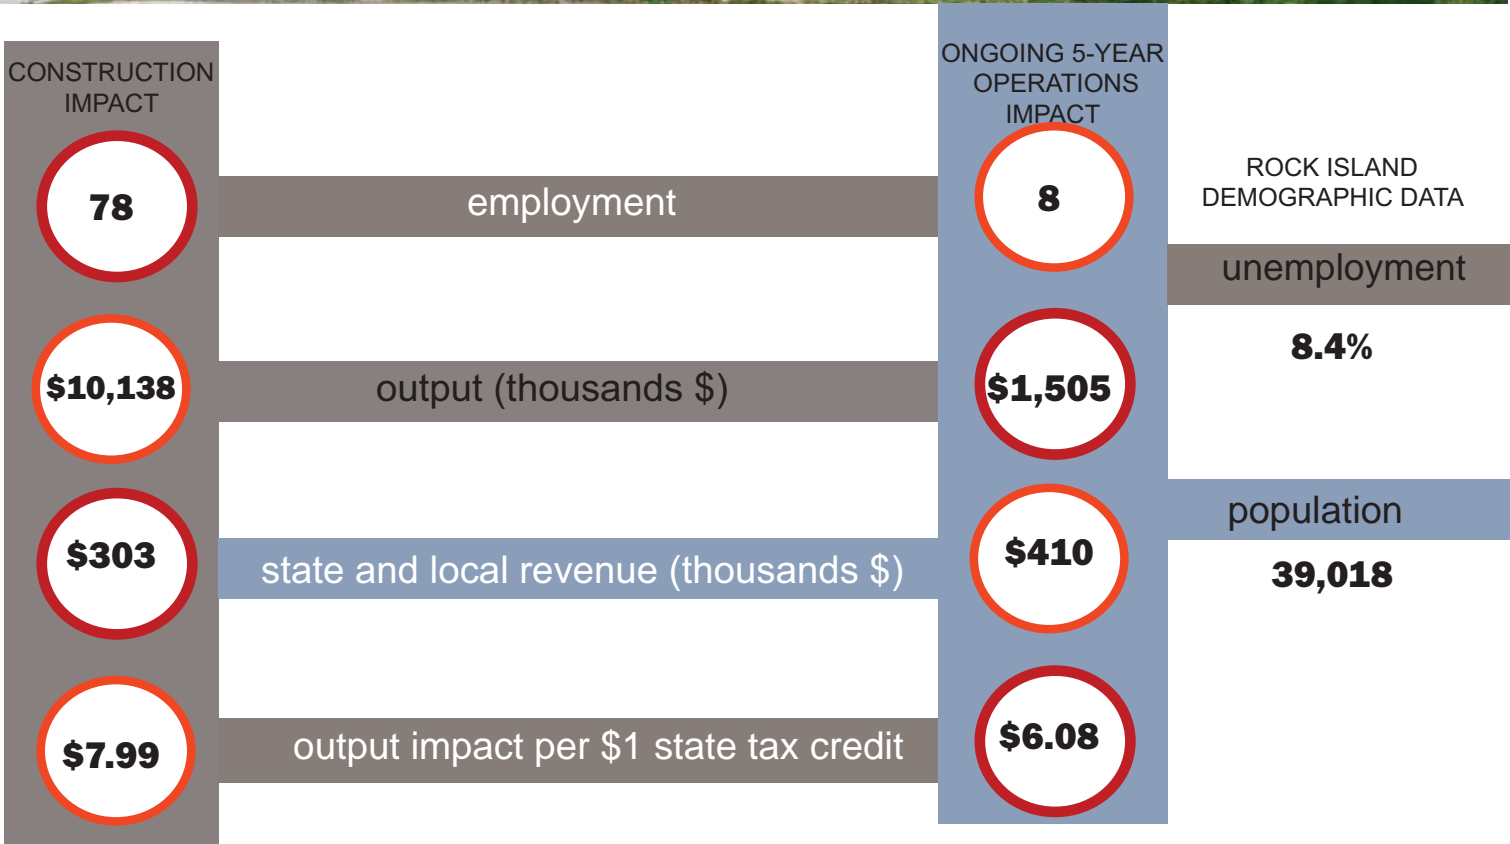 CONSTRUCTION
IMPACT
ONGOING 5-YEAR
OPERATIONS
IMPACT
ROCK ISLAND
DEMOGRAPHIC DATA
78
employment
8
unemployment
8.4%
$10,138
output (thousands $)
$1,505
$303
state and local revenue (thousands $)
$410
population
39,018
$7.99
output impact per $1 state tax credit
$6.08